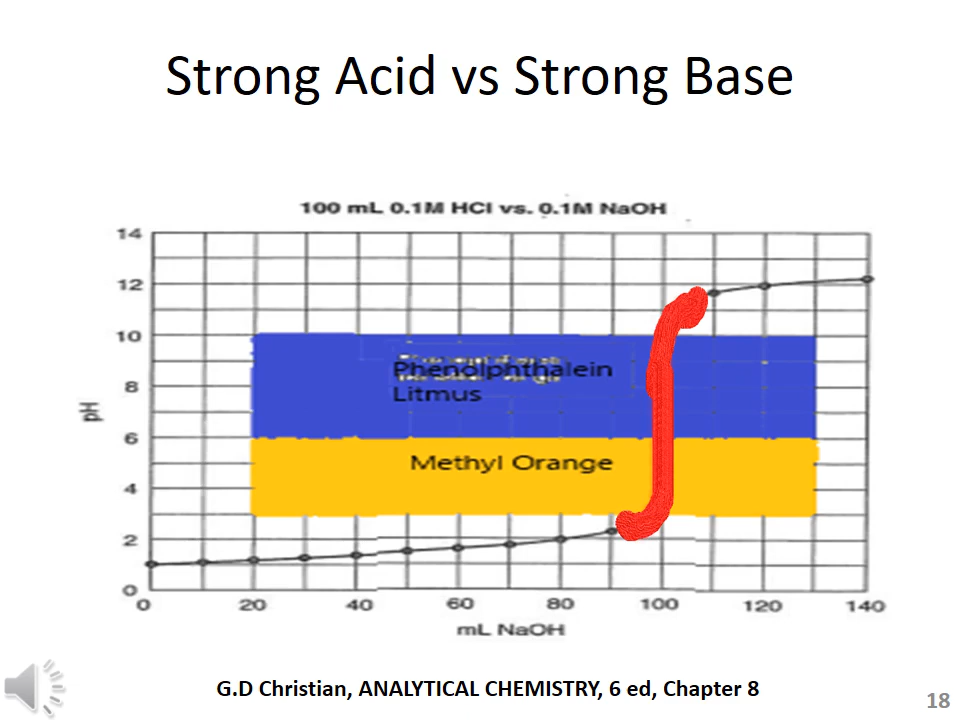 Strong Acid vs Strong Base
100 mL 0.1M HCl vs. 0.1M NaOH
14
12
10
8
6
4
2
0
pH
Phenolphthalein
Litmus
Methyl Orange
0 20 40 60 80 100 120 140
mL NaOH
G.D Christian, ANALYTICAL CHEMISTRY, 6 ed, Chapter 8
18